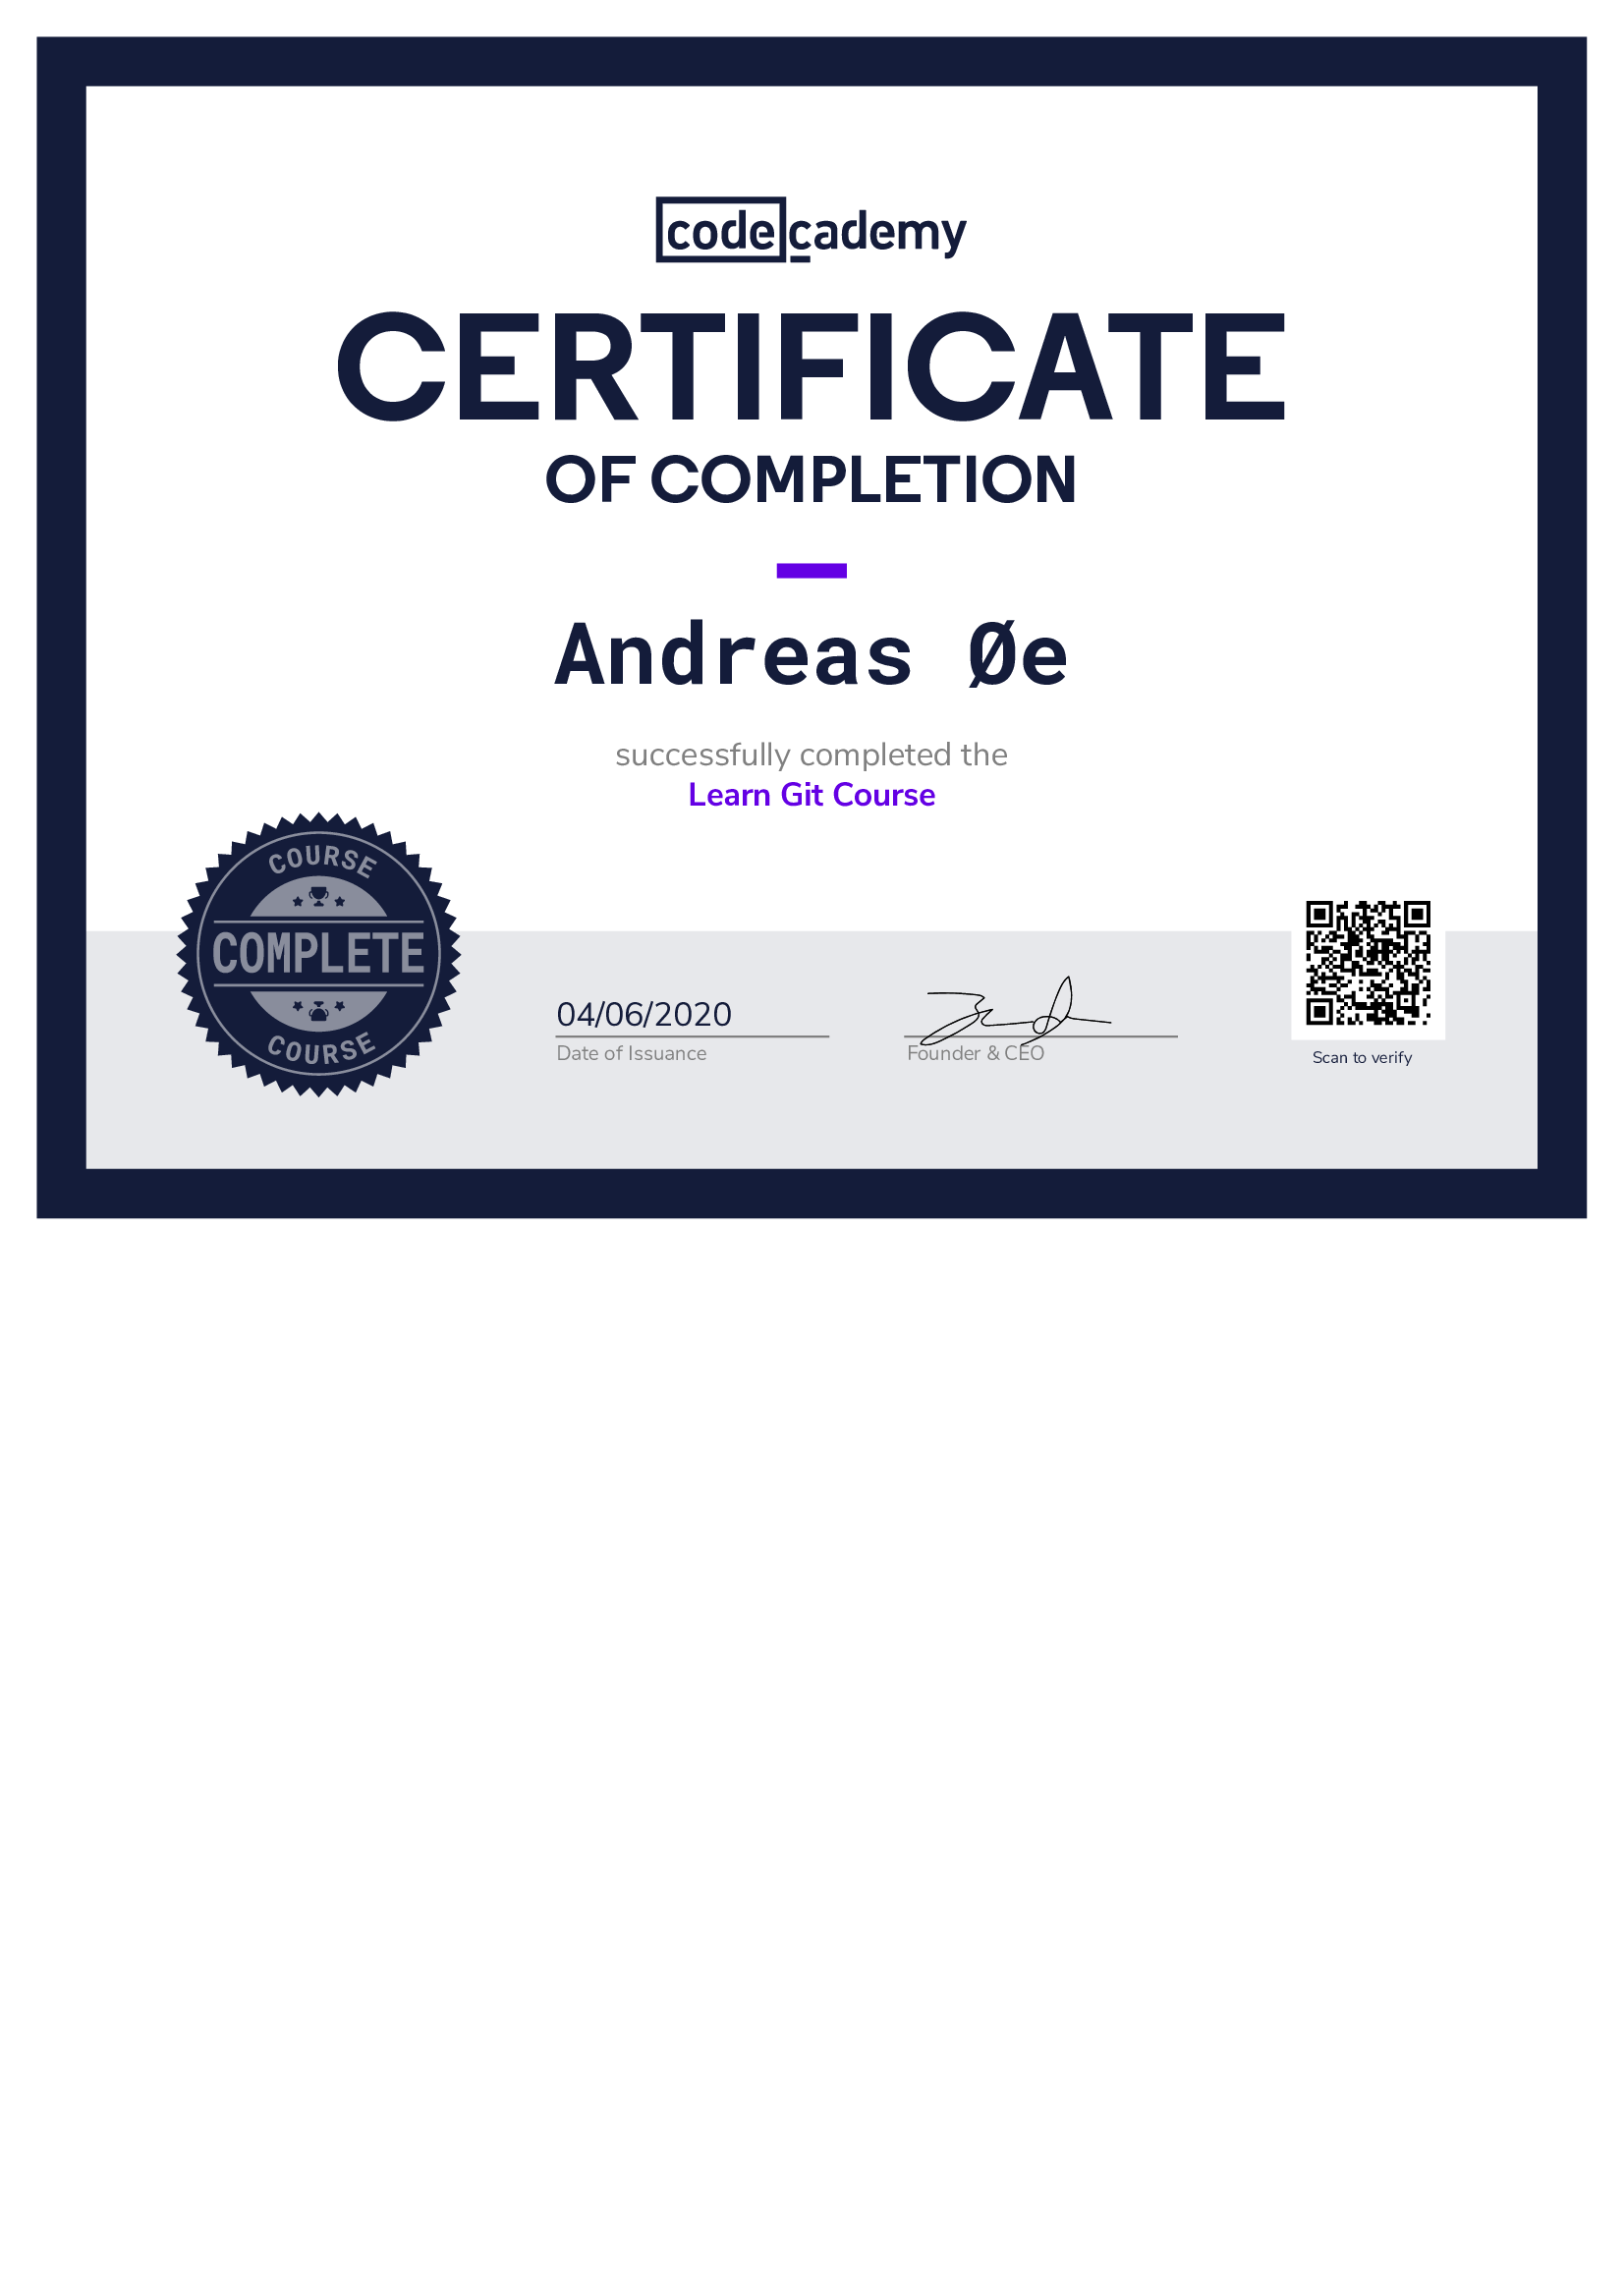 codecademy
CERTIFICATE
OF COMPLETION
Andreas Øe
successfully completed the
Learn Git Course
COURSE
COMPLETE
COURSE
04/06/2020
Date of Issuance
Founder & CEO
Scan to verify